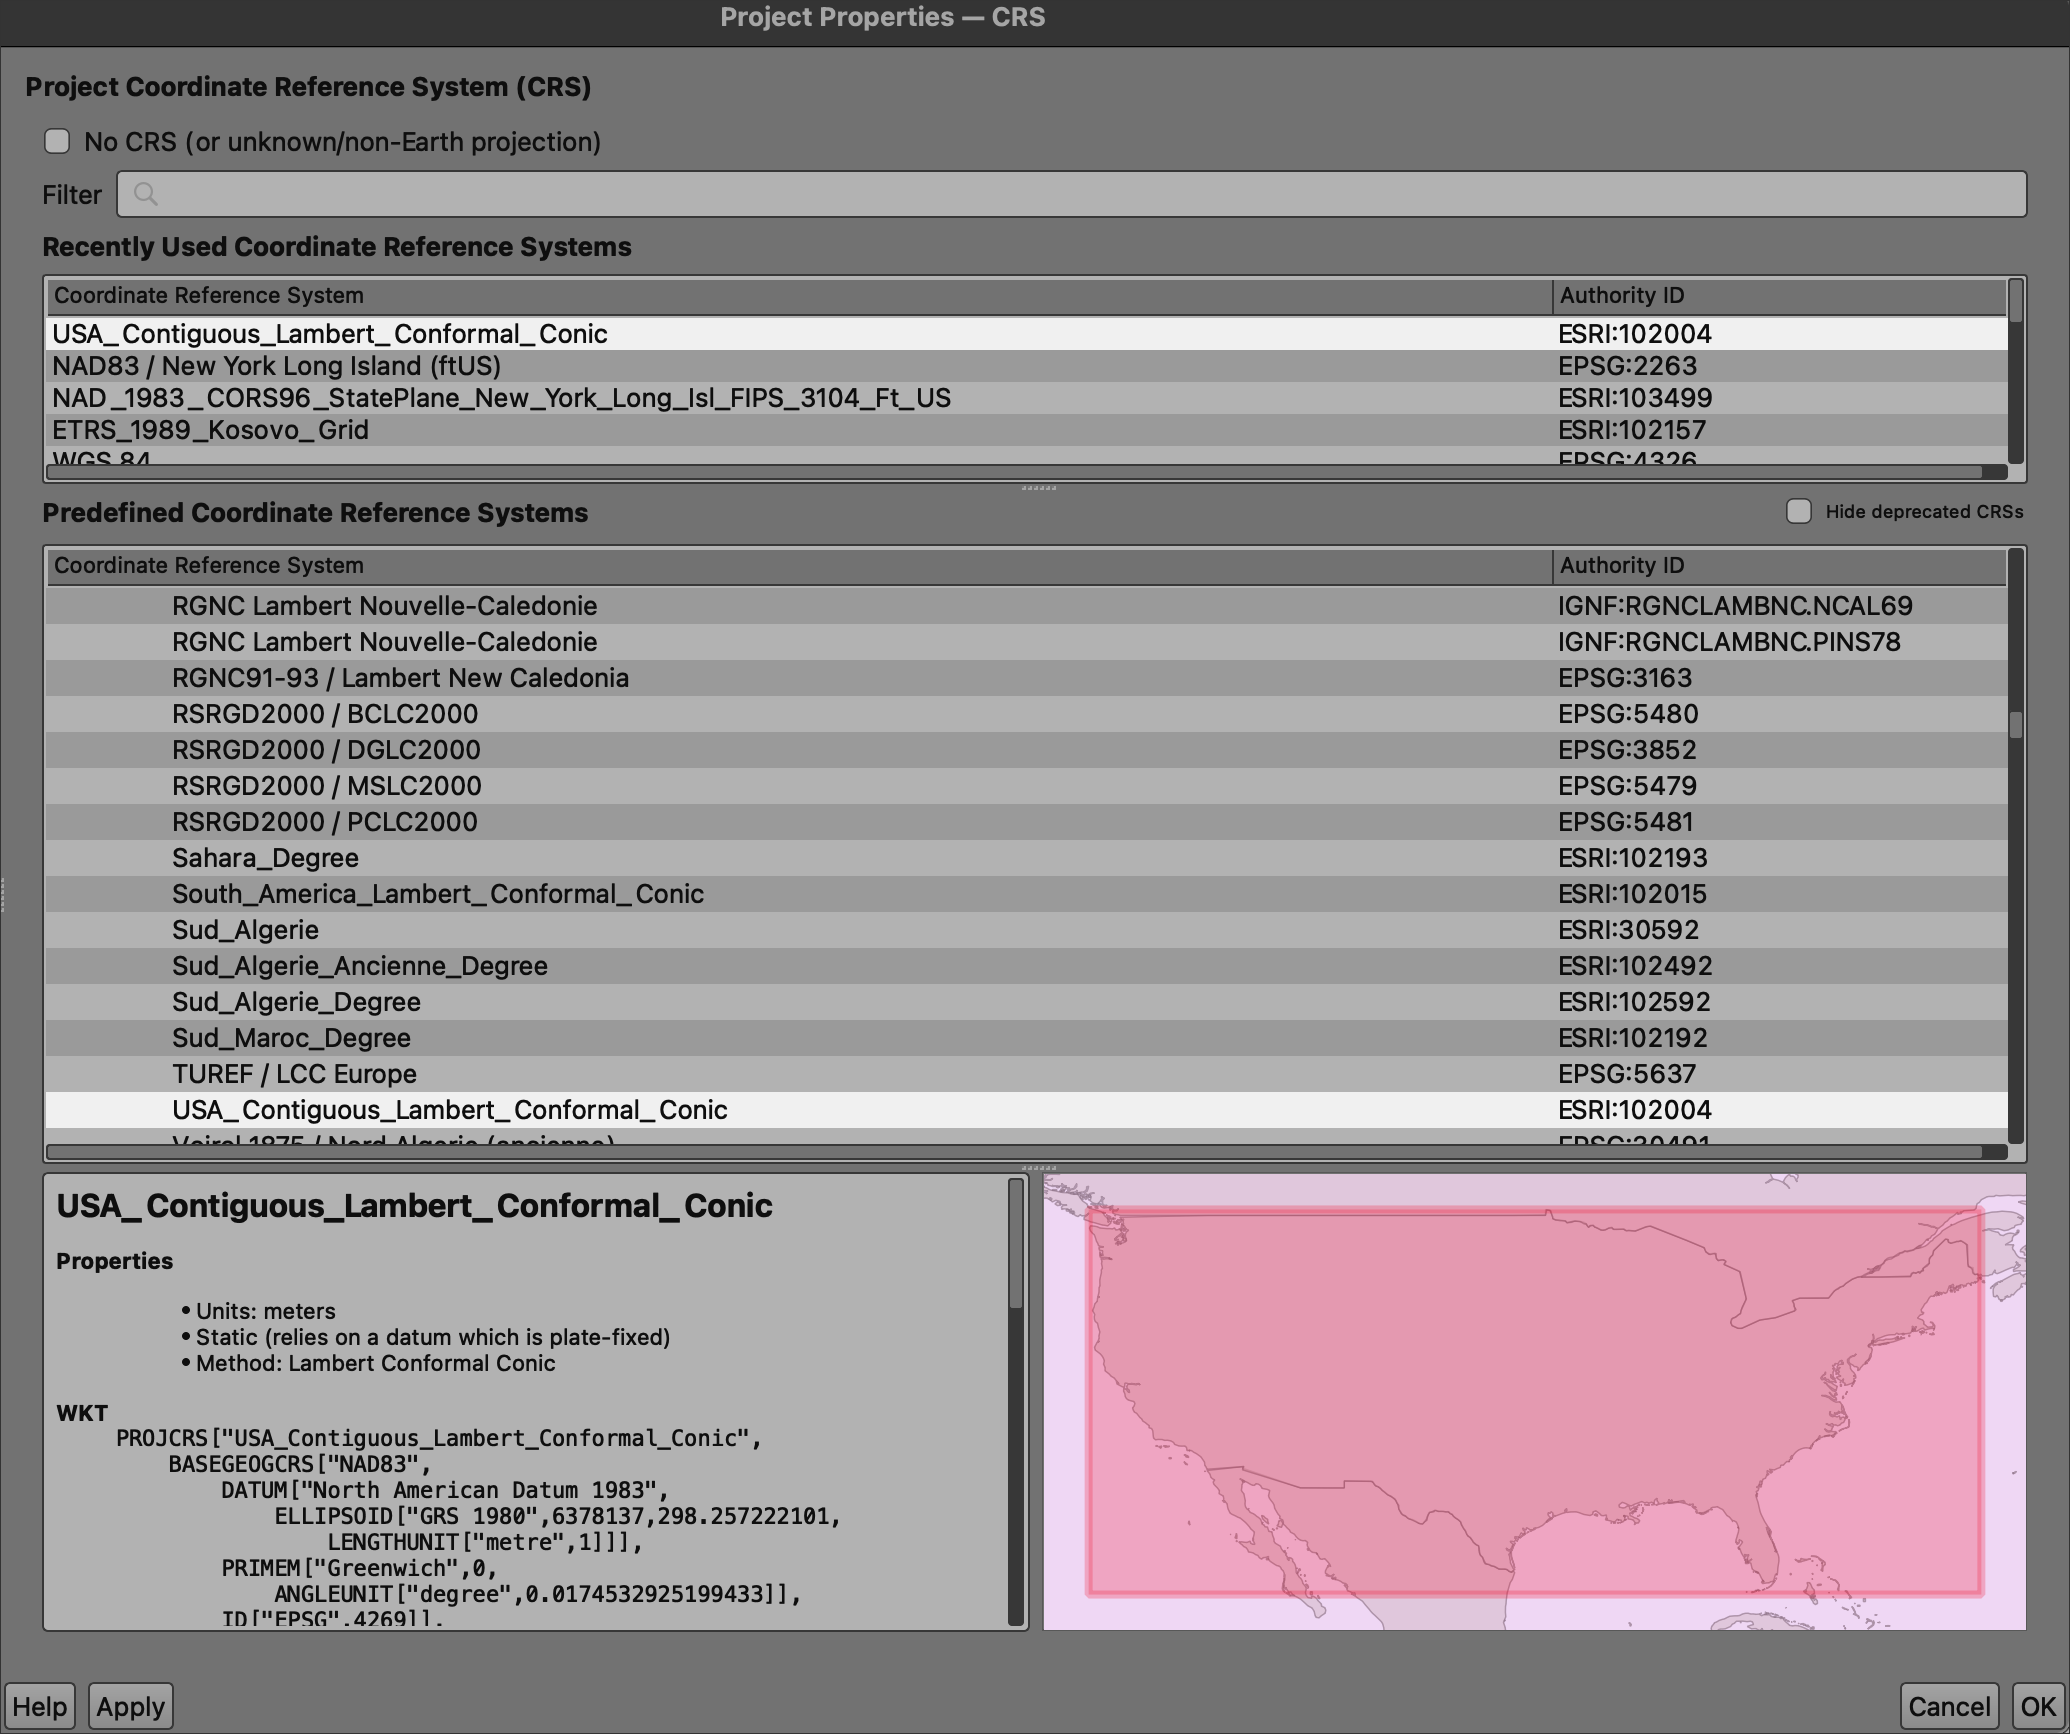 Project Properties — CRS
Project Coordinate Reference System (CRS)
No CRS (or unknown/non-Earth projection)
Filter
Recently Used Coordinate Reference Systems
Coordinate Reference System Authority ID
USA_Contiguous_Lambert_Conformal_Conic ESRI:102004
NAD83 / New York Long Island (ftUS) EPSG:2263
NAD_1983_CORS96_StatePlane_New_York_Long_Isl_FIPS_3104_Ft_US ESRI:103499
ETRS_1989_Kosovo_Grid ESRI:102157
WGS 84 EPSG:4326
Predefined Coordinate Reference Systems Hide deprecated CRSs
Coordinate Reference System Authority ID
RGNC Lambert Nouvelle-Caledonie IGNF:RGNCLAMBNC.NCAL69
RGNC Lambert Nouvelle-Caledonie IGNF:RGNCLAMBNC.PINS78
RGNC91-93 / Lambert New Caledonia EPSG:3163
RSRGD2000 / BCLC2000 EPSG:5480
RSRGD2000 / DGLC2000 EPSG:3852
RSRGD2000 / MSLC2000 EPSG:5479
RSRGD2000 / PCLC2000 EPSG:5481
Sahara_Degree ESRI:102193
South_America_Lambert_Conformal_Conic ESRI:102015
Sud_Algerie ESRI:30592
Sud_Algerie_Ancienne_Degree ESRI:102492
Sud_Algerie_Degree ESRI:102592
Sud_Maroc_Degree ESRI:102192
TUREF / LCC Europe EPSG:5637
USA_Contiguous_Lambert_Conformal_Conic ESRI:102004
Voirol 1875 / Nord Algerie (ancienne) EPSG:30491
USA_Contiguous_Lambert_Conformal_Conic
Properties
• Units: meters
• Static (relies on a datum which is plate-fixed)
• Method: Lambert Conformal Conic
WKT
PROJCRS["USA_Contiguous_Lambert_Conformal_Conic",
BASEGEOGCRS["NAD83",
DATUM["North American Datum 1983",
ELLIPSOID["GRS 1980",6378137,298.257222101,
LENGTHUNIT["metre",1]]],
PRIMEM["Greenwich",0,
ANGLEUNIT["degree",0.0174532925199433]],
ID["EPSG",4269]],
Help Apply Cancel OK